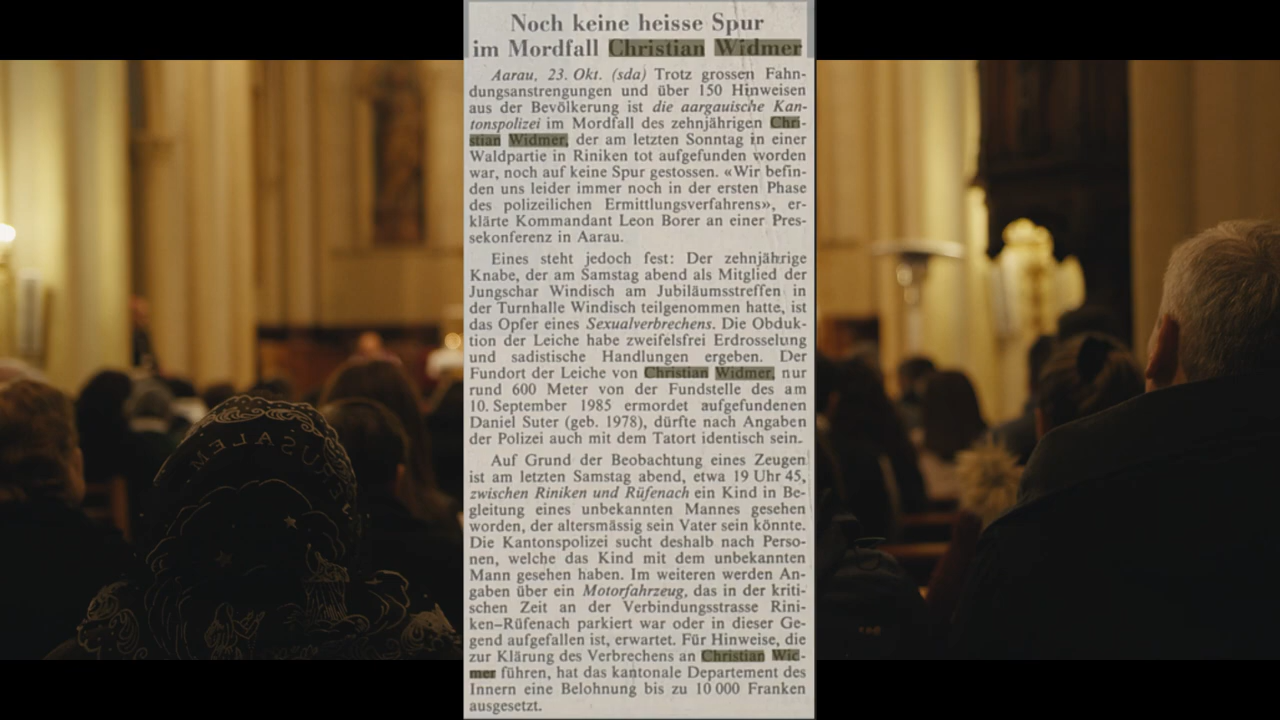 Noch keine heisse Spur
im Mordfall Christian Widmer
Aarau, 23. Okt. (sda) Trotz grossen Fahn-
dungsanstrengungen und über 150 Hinweisen
aus der Bevölkerung ist die aargauische Kan-
tonspolizei im Mordfall des zehnjährigen Chri-
stian Widmer, der am letzten Sonntag in einer
Waldpartie in Riniken tot aufgefunden worden
war, noch auf keine Spur gestossen. «Wir befin-
den uns leider immer noch in der ersten Phase
des polizeilichen Ermittlungsverfahrens», er-
klärte Kommandant Leon Borer an einer Pres-
sekonferenz in Aarau.
Eines steht jedoch fest: Der zehnjährige
Knabe, der am Samstag abend als Mitglied der
Jungschar Windisch am Jubiläumsstreffen in
der Turnhalle Windisch teilgenommen hatte, ist
das Opfer eines Sexualverbrechens. Die Obduk-
tion der Leiche habe zweifelsfrei Erdrosselung
und sadistische Handlungen ergeben. Der
Fundort der Leiche von Christian Widmer, nur
rund 600 Meter von der Fundstelle des am
10. September 1985 ermordet aufgefundenen
Daniel Suter (geb. 1978), dürfte nach Angaben
der Polizei auch mit dem Tatort identisch sein.
Auf Grund der Beobachtung eines Zeugen
ist am letzten Samstag abend, etwa 19 Uhr 45,
zwischen Riniken und Rüfenach ein Kind in Be-
gleitung eines unbekannten Mannes gesehen
worden, der altersmässig sein Vater sein könnte.
Die Kantonspolizei sucht deshalb nach Perso-
nen, welche das Kind mit dem unbekannten
Mann gesehen haben. Im weiteren werden An-
gaben über ein Motorfahrzeug, das in der kriti-
schen Zeit an der Verbindungsstrasse Rini-
ken–Rüfenach parkiert war oder in dieser Ge-
gend aufgefallen ist, erwartet. Für Hinweise, die
zur Klärung des Verbrechens an Christian Wid-
mer führen, hat das kantonale Departement des
Innern eine Belohnung bis zu 10 000 Franken
ausgesetzt.
JERUSALEM